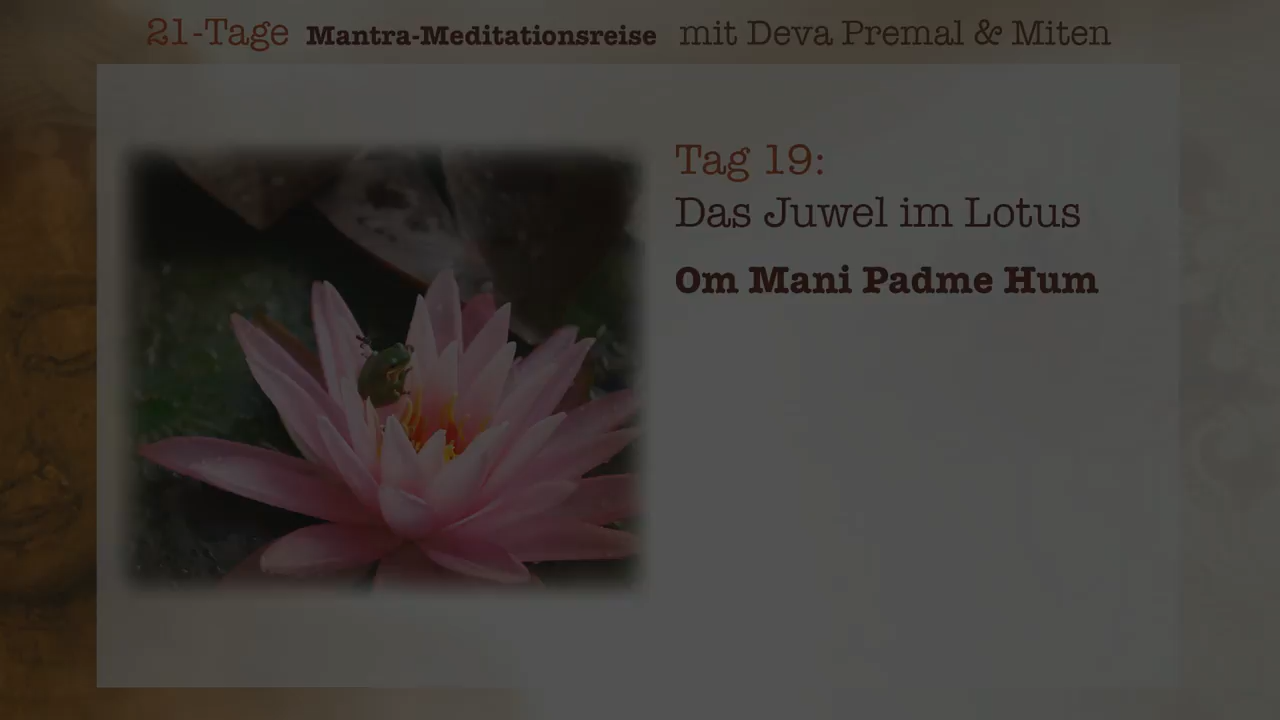 21-Tage Mantra-Meditationsreise mit Deva Premal & Miten
Tag 19:
Das Juwel im Lotus
Om Mani Padme Hum